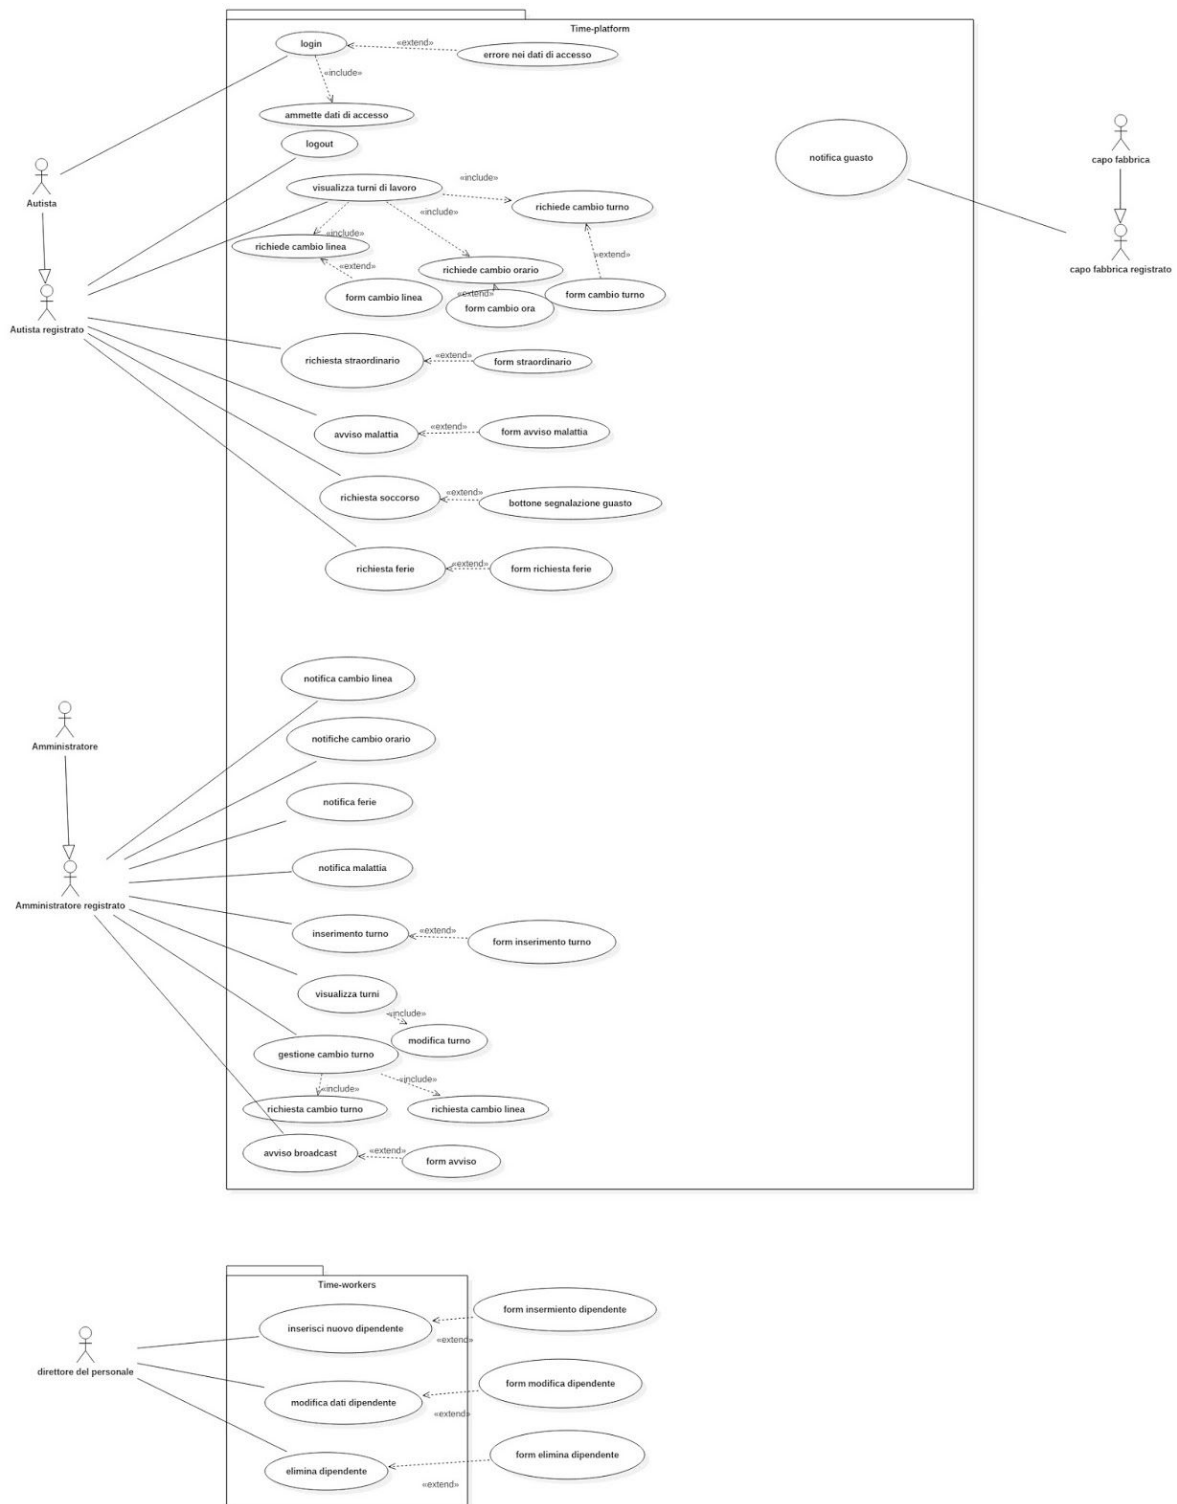 Time-platform
login
«extend»
errore nei dati di accesso
«include»
ammette dati di accesso
logout
notifica guasto
capo fabbrica
Autista
visualizza turni di lavoro
«include»
richiede cambio turno
«include»
«include»
richiede cambio linea
«extend»
richiede cambio orario
«extend»
capo fabbrica registrato
form cambio linea
«extend»
form cambio ora
form cambio turno
Autista registrato
richiesta straordinario
«extend»
form straordinario
avviso malattia
«extend»
form avviso malattia
richiesta soccorso
«extend»
bottone segnalazione guasto
richiesta ferie
«extend»
form richiesta ferie
notifica cambio linea
Amministratore
notifiche cambio orario
notifica ferie
notifica malattia
Amministratore registrato
inserimento turno
«extend»
form inserimento turno
visualizza turni
«include»
modifica turno
gestione cambio turno
«include»
«include»
richiesta cambio turno
richiesta cambio linea
avviso broadcast
«extend»
form avviso
Time-workers
form insermiento dipendente
inserisci nuovo dipendente
«extend»
direttore del personale
form modifica dipendente
modifica dati dipendente
«extend»
form elimina dipendente
elimina dipendente
«extend»